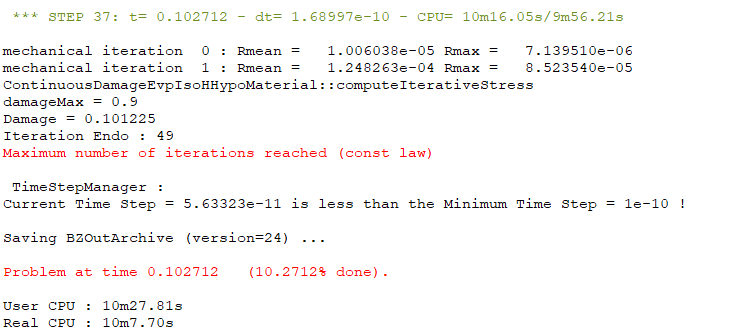 *** STEP 37: t= 0.102712 - dt= 1.68997e-10 - CPU= 10m16.05s/9m56.21s
mechanical iteration  0 : Rmean =   1.006038e-05 Rmax =   7.139510e-06
mechanical iteration  1 : Rmean =   1.248263e-04 Rmax =   8.523540e-05
ContinuousDamageEvpIsoHHypoMaterial::computeIterativeStress
damageMax = 0.9
Damage = 0.101225
Iteration Endo : 49
Maximum number of iterations reached (const law)
TimeStepManager :
Current Time Step = 5.63323e-11 is less than the Minimum Time Step = 1e-10 !
Saving BZOutArchive (version=24) ...
Problem at time 0.102712   (10.2712% done).
User CPU : 10m27.81s
Real CPU : 10m7.70s